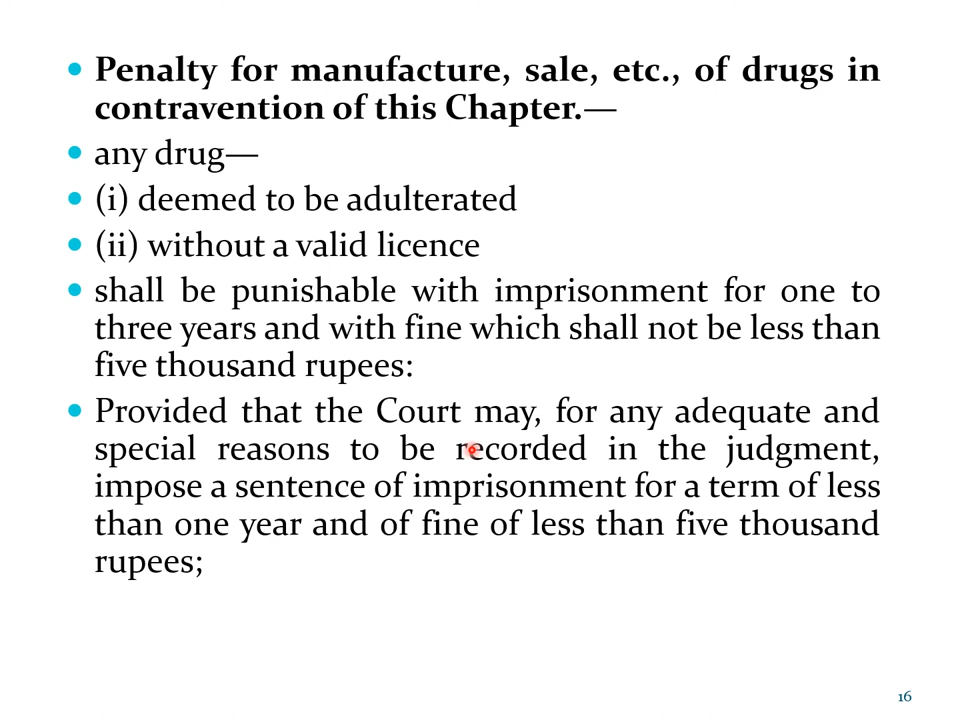 Penalty for manufacture, sale, etc., of drugs in
contravention of this Chapter.—
any drug—
(i) deemed to be adulterated
(ii) without a valid licence
shall be punishable with imprisonment for one to
three years and with fine which shall not be less than
five thousand rupees:
Provided that the Court may, for any adequate and
special reasons to be recorded in the judgment,
impose a sentence of imprisonment for a term of less
than one year and of fine of less than five thousand
rupees;
16